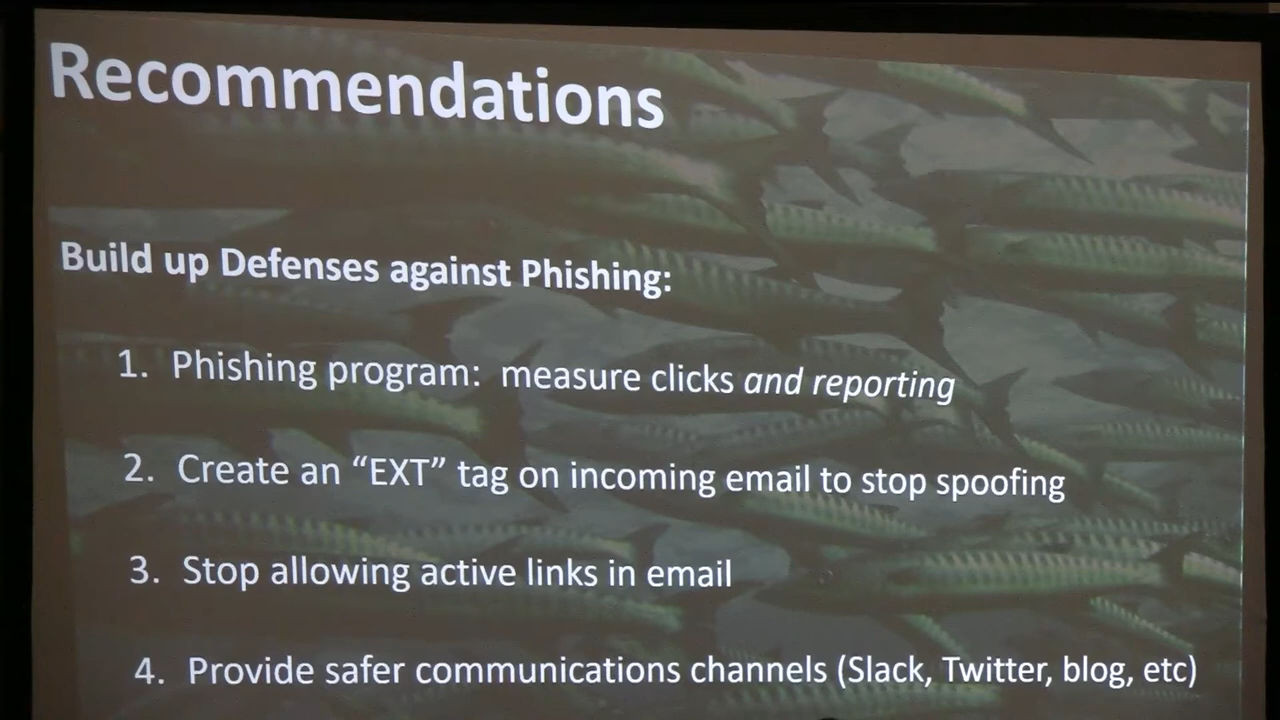 Recommendations
Build up Defenses against Phishing:
1. Phishing program: measure clicks and reporting
2. Create an “EXT” tag on incoming email to stop spoofing
3. Stop allowing active links in email
4. Provide safer communications channels (Slack, Twitter, blog, etc)